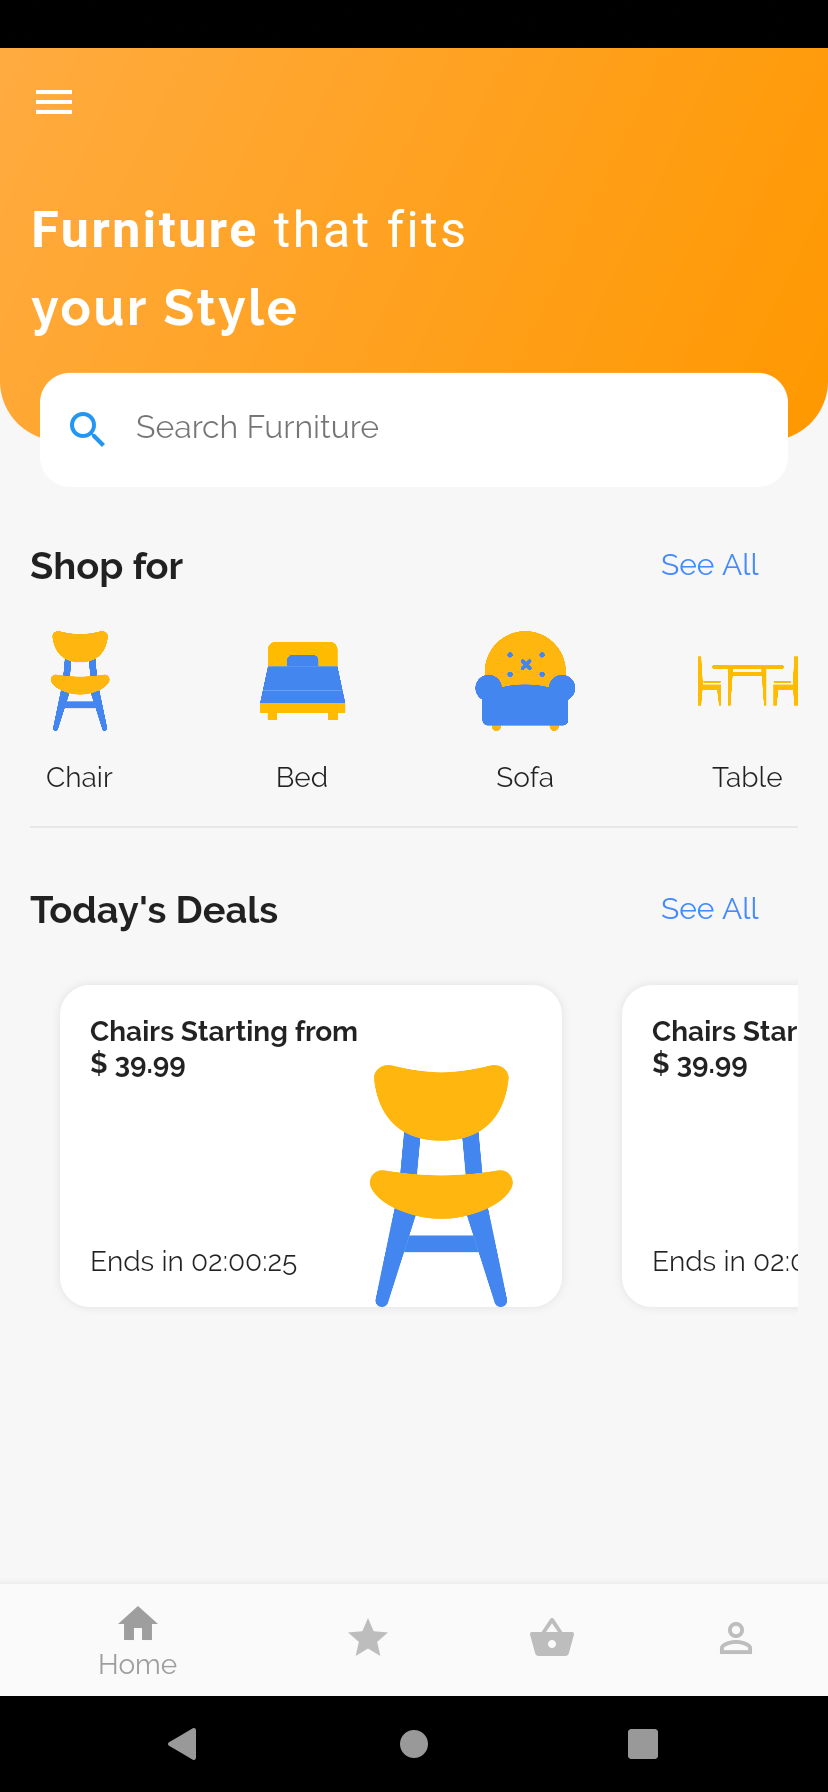 Furniture that fits
your Style
Search Furniture
Shop for
See All
Chair
Bed
Sofa
Table
Today's Deals
See All
Chairs Starting from
$ 39.99
Ends in 02:00:25
Chairs Star
$ 39.99
Ends in 02:0
Home